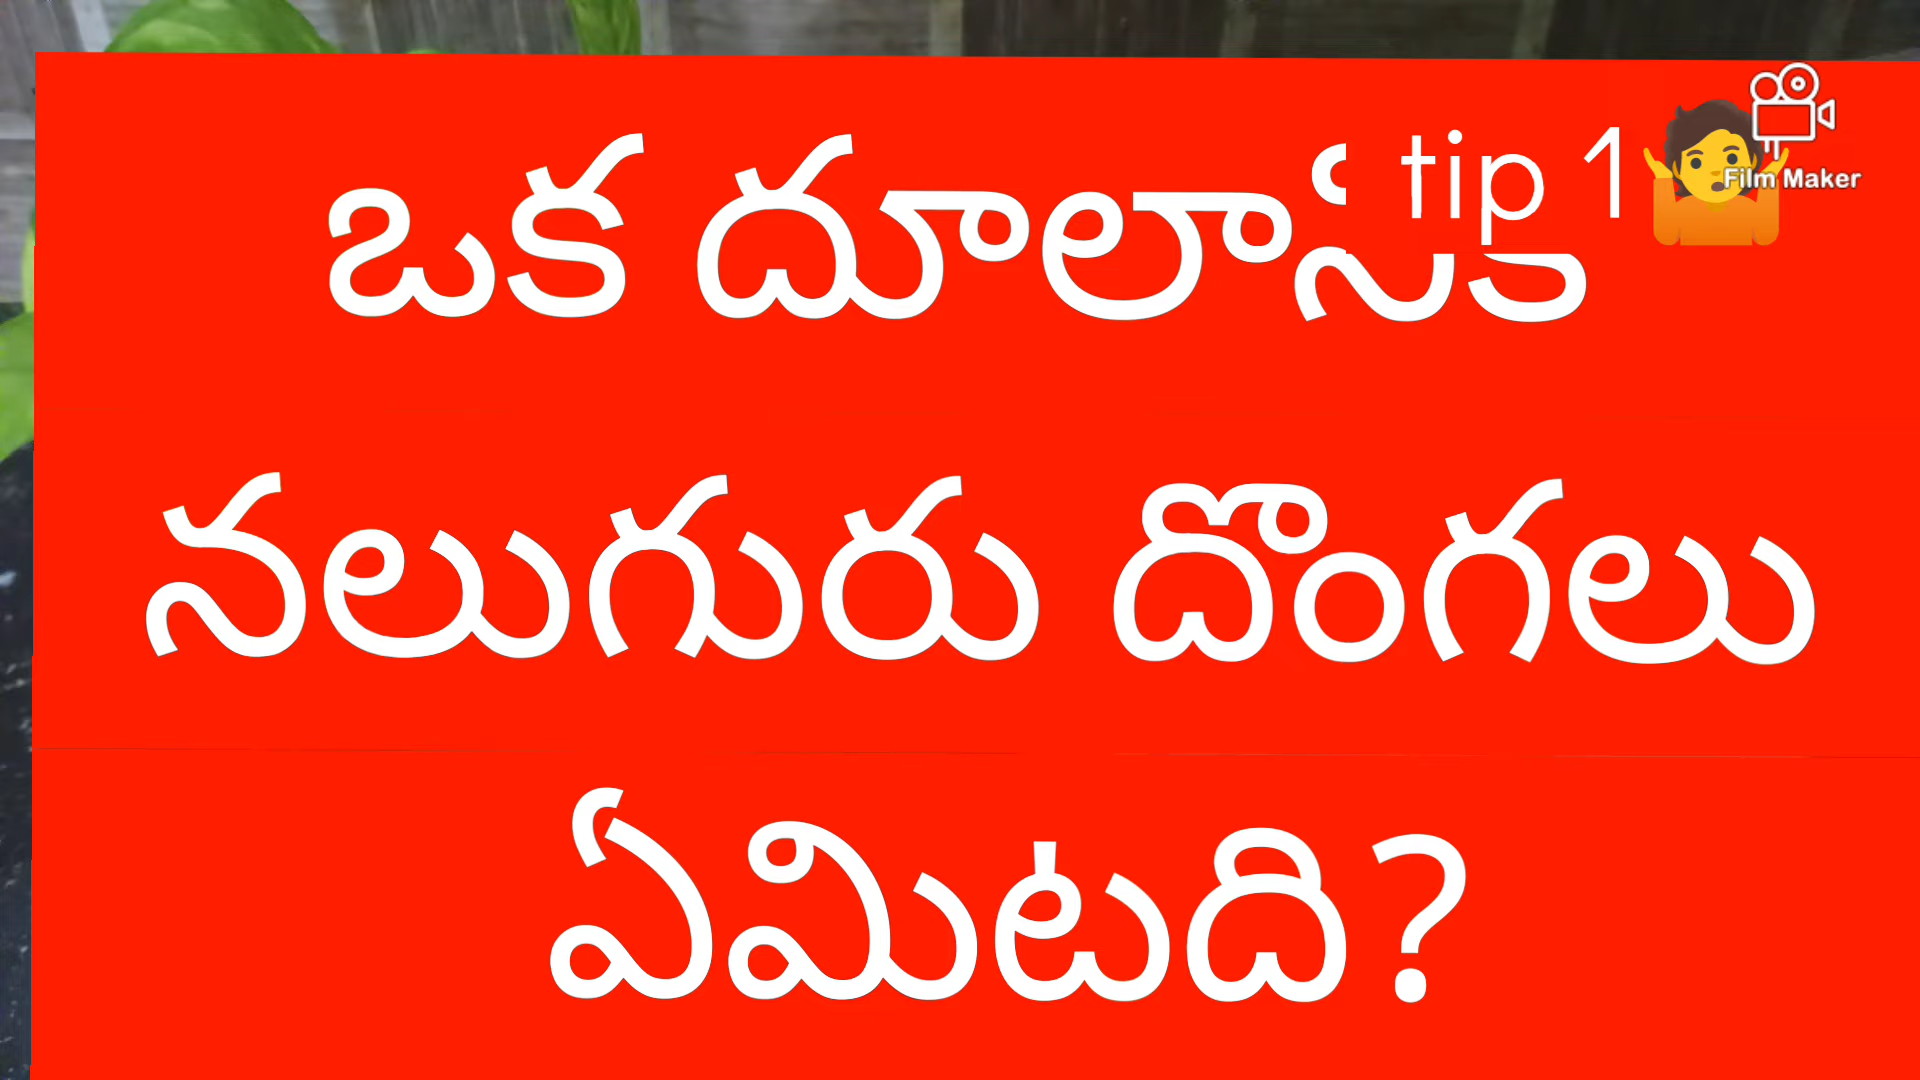 ఒక దూలానికి
tip 1
Film Maker
నలుగురు దొంగలు
ఏమిటది?